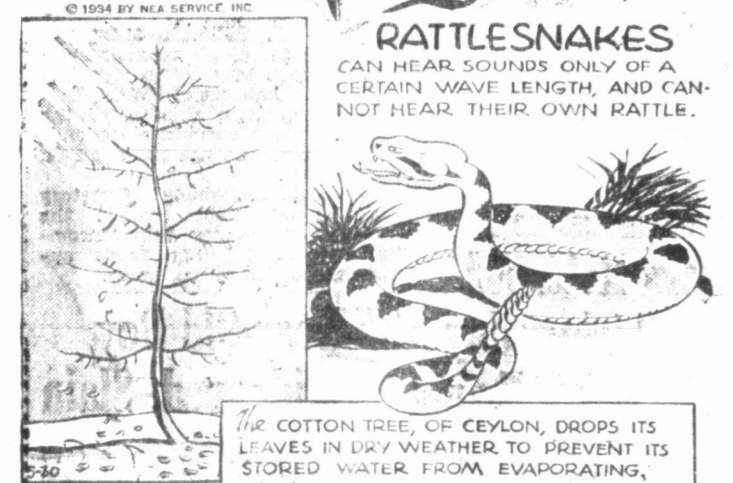 © 1934 BY NEA SERVICE, INC.
RATTLESNAKES
CAN HEAR SOUNDS ONLY OF A
CERTAIN WAVE LENGTH, AND CAN-
NOT HEAR THEIR OWN RATTLE.
The COTTON TREE, OF CEYLON, DROPS ITS
LEAVES IN DRY WEATHER TO PREVENT ITS
STORED WATER FROM EVAPORATING,
5-30